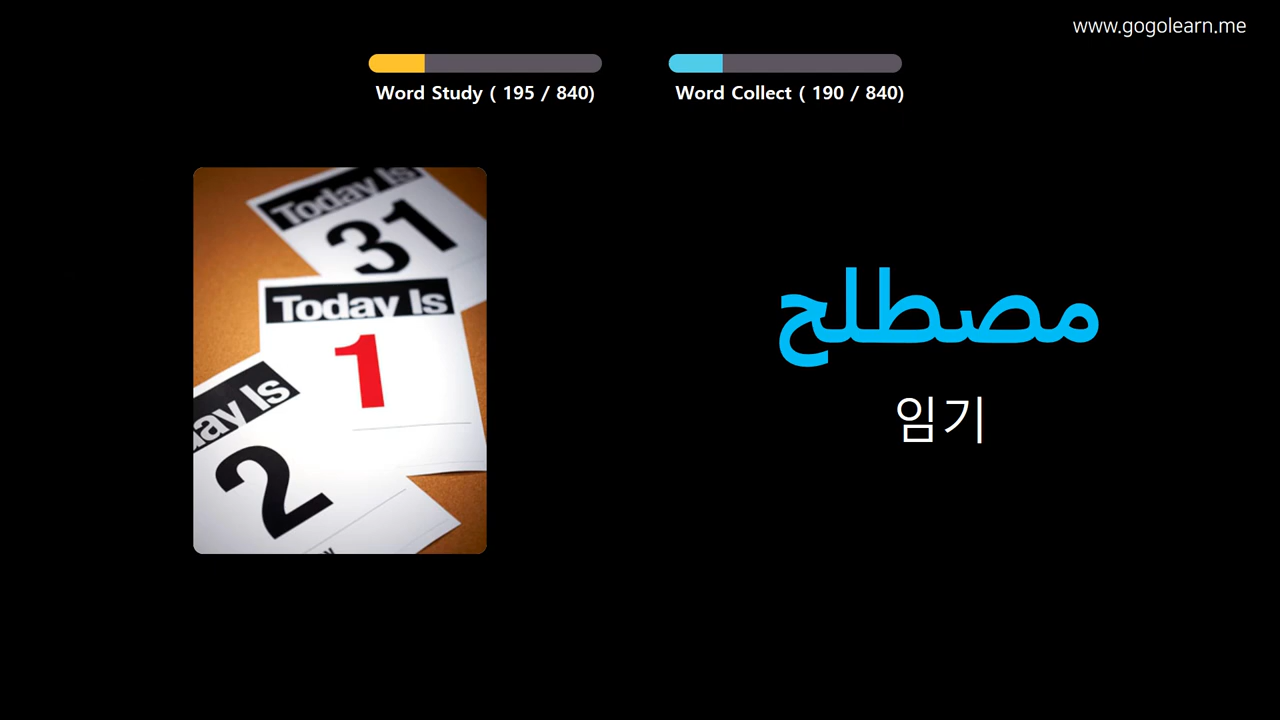 www.gogolearn.me
Word Study ( 195 / 840)
Word Collect ( 190 / 840)
Today Is
31
Today Is
1
ay Is
2
مصطلح
임기